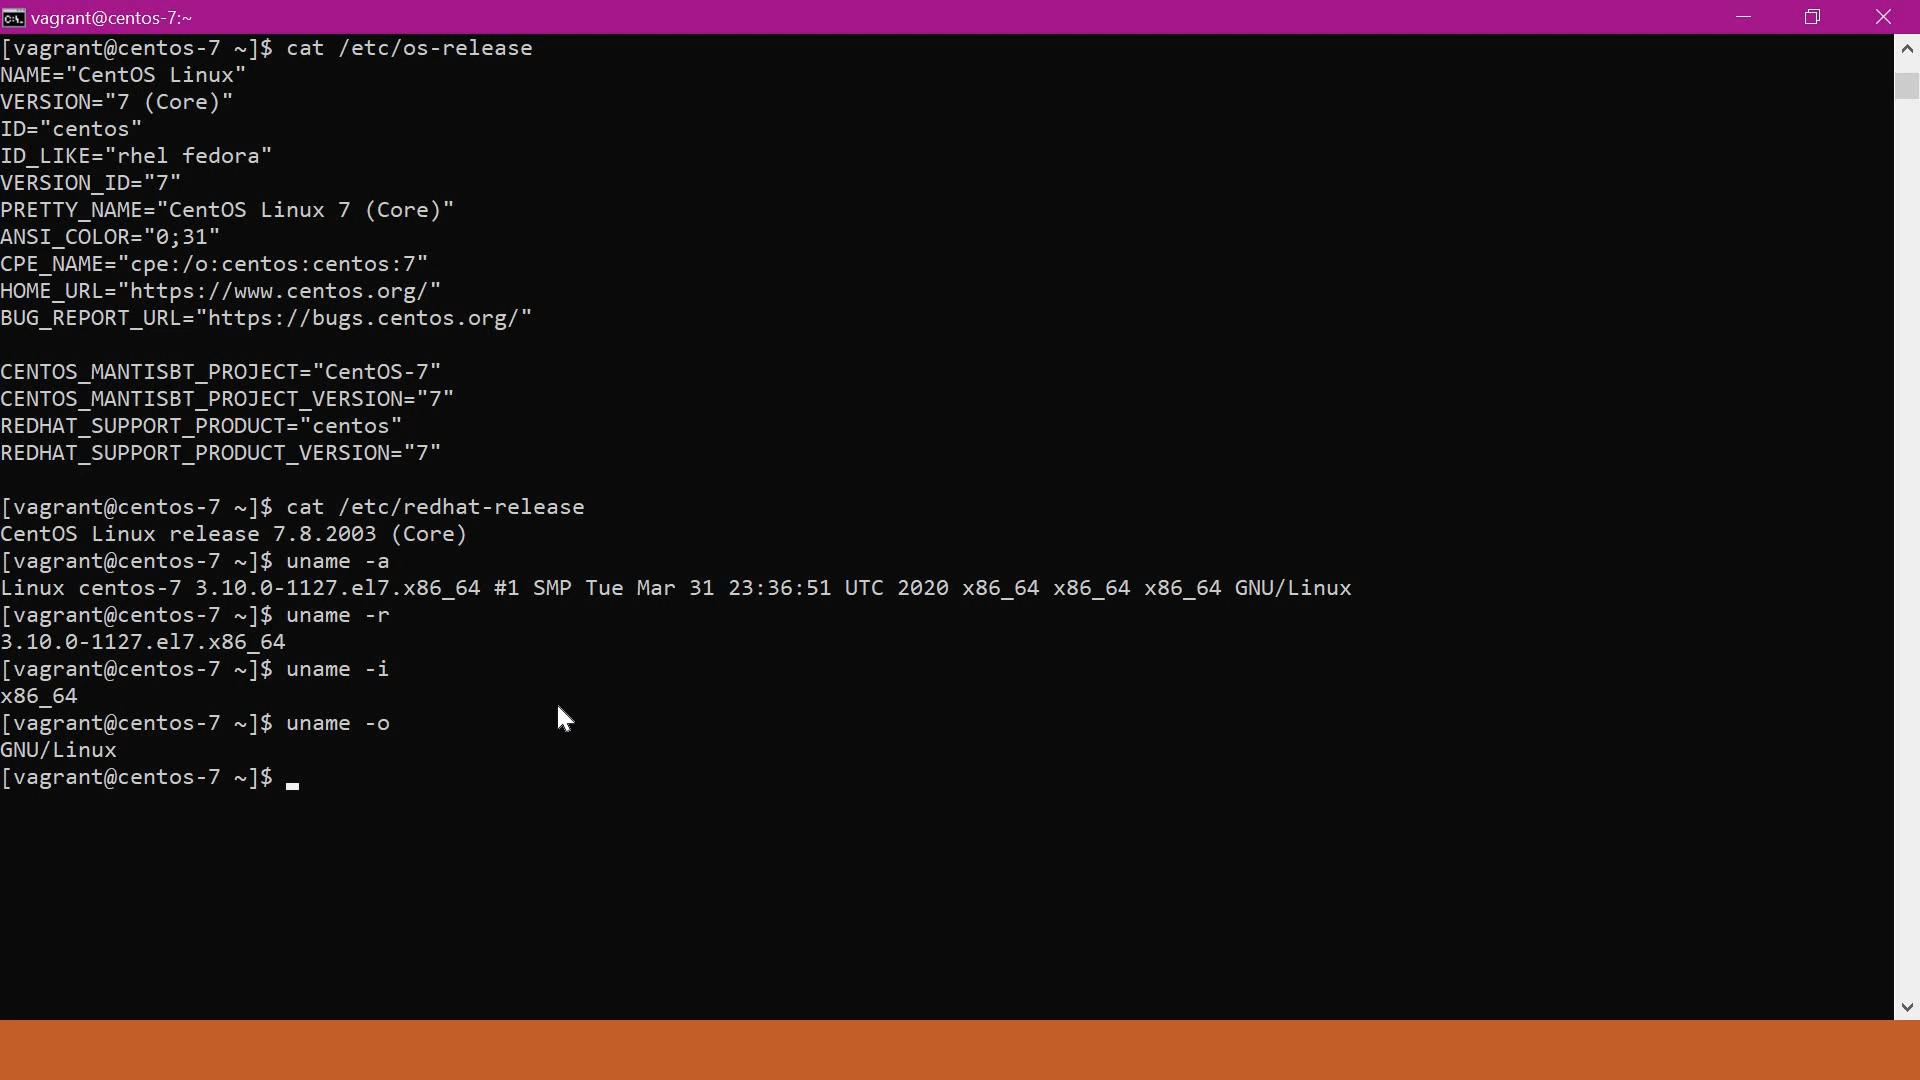 vagrant@centos-7:~
[vagrant@centos-7 ~]$ cat /etc/os-release
NAME="CentOS Linux"
VERSION="7 (Core)"
ID="centos"
ID_LIKE="rhel fedora"
VERSION_ID="7"
PRETTY_NAME="CentOS Linux 7 (Core)"
ANSI_COLOR="0;31"
CPE_NAME="cpe:/o:centos:centos:7"
HOME_URL="https://www.centos.org/"
BUG_REPORT_URL="https://bugs.centos.org/"

CENTOS_MANTISBT_PROJECT="CentOS-7"
CENTOS_MANTISBT_PROJECT_VERSION="7"
REDHAT_SUPPORT_PRODUCT="centos"
REDHAT_SUPPORT_PRODUCT_VERSION="7"

[vagrant@centos-7 ~]$ cat /etc/redhat-release
CentOS Linux release 7.8.2003 (Core)
[vagrant@centos-7 ~]$ uname -a
Linux centos-7 3.10.0-1127.el7.x86_64 #1 SMP Tue Mar 31 23:36:51 UTC 2020 x86_64 x86_64 x86_64 GNU/Linux
[vagrant@centos-7 ~]$ uname -r
3.10.0-1127.el7.x86_64
[vagrant@centos-7 ~]$ uname -i
x86_64
[vagrant@centos-7 ~]$ uname -o
GNU/Linux
[vagrant@centos-7 ~]$